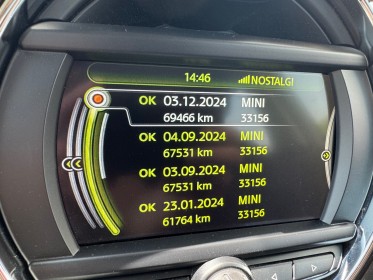 14:46 NOSTALGI
OK 03.12.2024 MINI
69466 km 33156
OK 04.09.2024 MINI
67531 km 33156
OK 03.09.2024 MINI
67531 km 33156
OK 23.01.2024 MINI
61764 km 33156